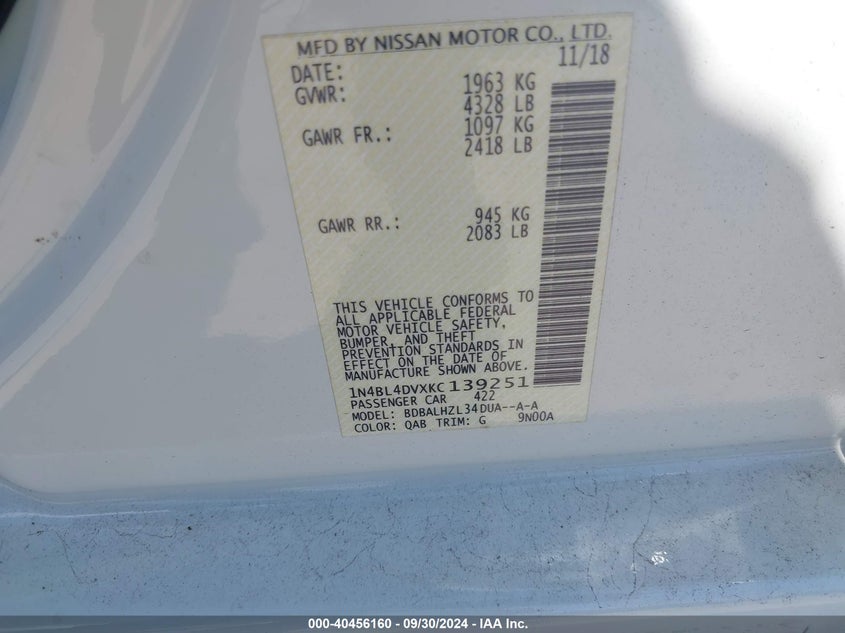 MFD BY NISSAN MOTOR CO., LTD.
DATE: 11/18
GVWR: 1963 KG
4328 LB
GAWR FR.: 1097 KG
2418 LB
GAWR RR.: 945 KG
2083 LB
THIS VEHICLE CONFORMS TO
ALL APPLICABLE FEDERAL
MOTOR VEHICLE SAFETY,
BUMPER, AND THEFT
PREVENTION STANDARDS IN
EFFECT ON THE DATE OF
MANUFACTURE SHOWN ABOVE.
1N4BL4DVXKC139251
PASSENGER CAR 422
MODEL: BDBALHZL34DUA--A-A
COLOR: QAB TRIM: G 9N00A
000-40456160 - 09/30/2024 - IAA Inc.